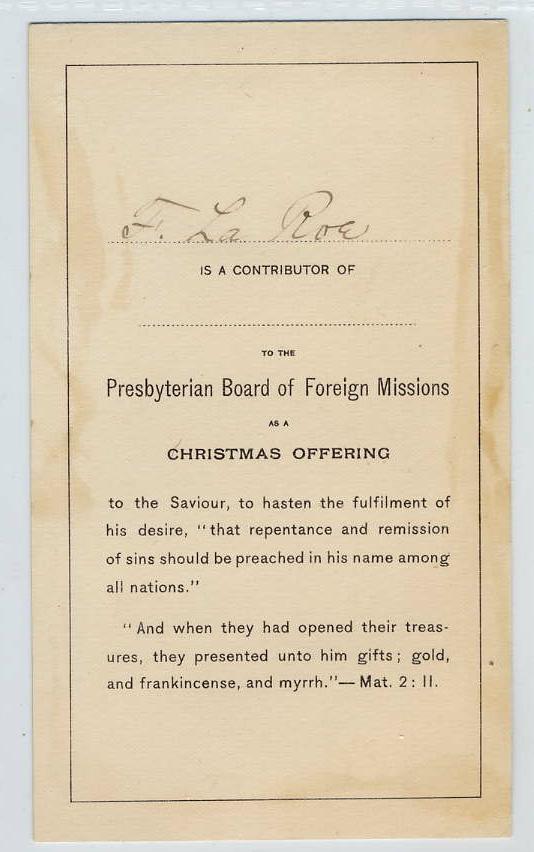 F. La Roe
IS A CONTRIBUTOR OF
TO THE
Presbyterian Board of Foreign Missions
AS A
CHRISTMAS OFFERING
to the Saviour, to hasten the fulfilment of
his desire, "that repentance and remission
of sins should be preached in his name among
all nations."
"And when they had opened their treas-
ures, they presented unto him gifts; gold,
and frankincense, and myrrh."—Mat. 2: 11.